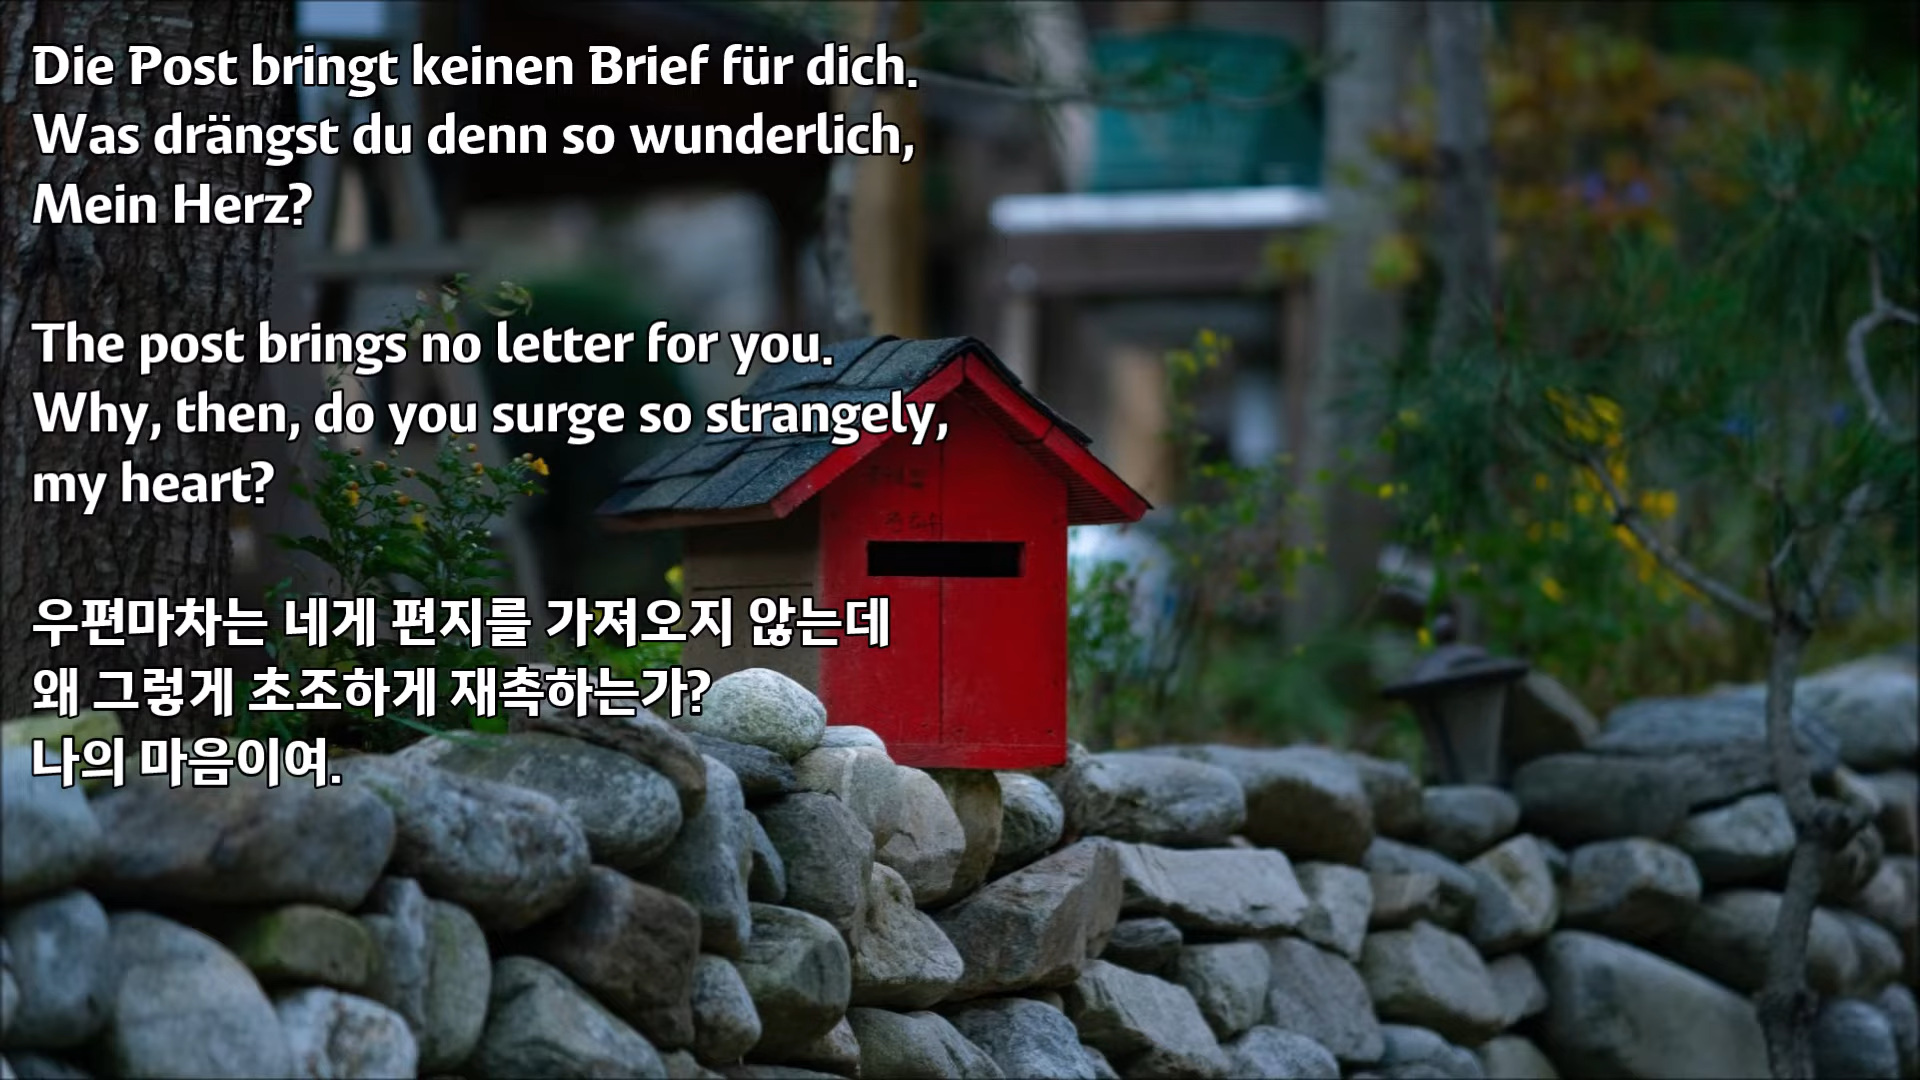 Die Post bringt keinen Brief für dich.
Was drängst du denn so wunderlich,
Mein Herz?
The post brings no letter for you.
Why, then, do you surge so strangely,
my heart?
우편마차는 네게 편지를 가져오지 않는데
왜 그렇게 초조하게 재촉하는가?
나의 마음이여.